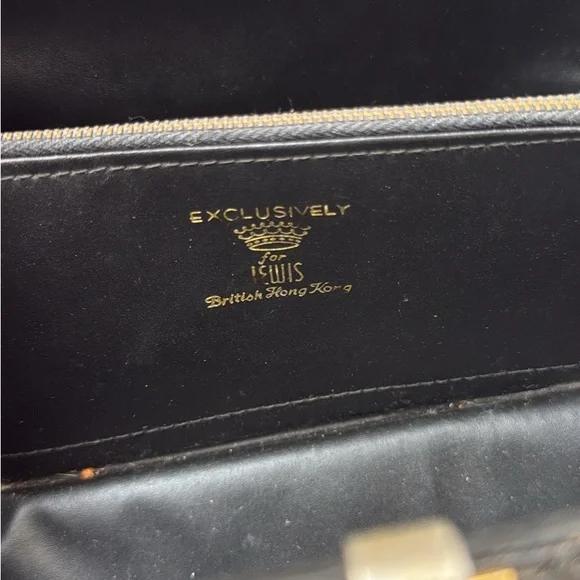 EXCLUSIVELY
for
LEWIS
British Hong Kong